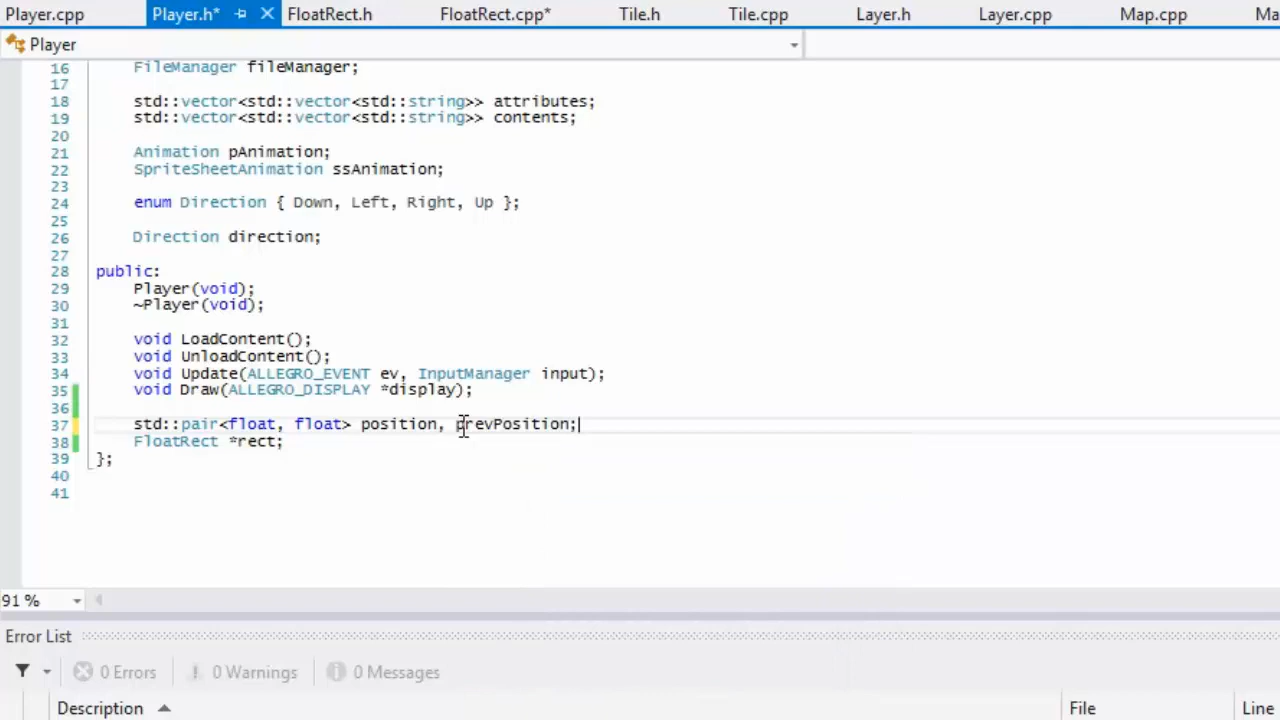 Player.cpp Player.h* FloatRect.h FloatRect.cpp* Tile.h Tile.cpp Layer.h Layer.cpp Map.cpp Ma
Player
16 FileManager fileManager;
17
18 std::vector<std::vector<std::string>> attributes;
19 std::vector<std::vector<std::string>> contents;
20
21 Animation pAnimation;
22 SpriteSheetAnimation ssAnimation;
23
24 enum Direction { Down, Left, Right, Up };
25
26 Direction direction;
27
28 public:
29 Player(void);
30 ~Player(void);
31
32 void LoadContent();
33 void UnloadContent();
34 void Update(ALLEGRO_EVENT ev, InputManager input);
35 void Draw(ALLEGRO_DISPLAY *display);
36
37 std::pair<float, float> position, prevPosition;
38 FloatRect *rect;
39 };
40
41
91 %
Error List
0 Errors 0 Warnings 0 Messages
Description File Line